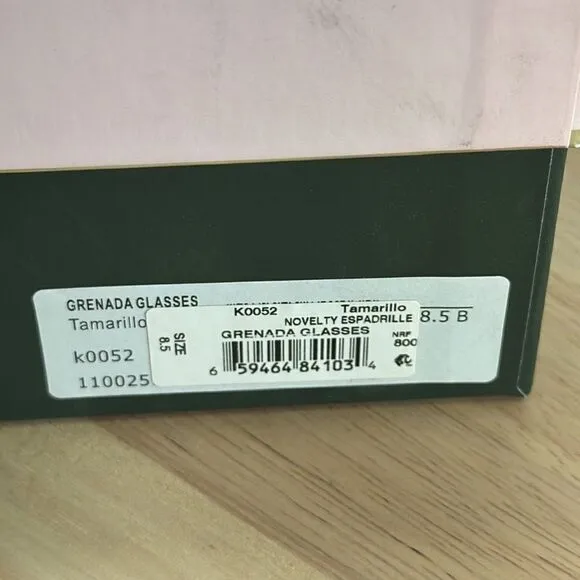 GRENADA GLASSES
Tamarillo
8.5 B
k0052
110025
K0052 Tamarillo
NOVELTY ESPADRILLE
GRENADA GLASSES
SIZE
8.5
NRF
800
6 59464 84103 4